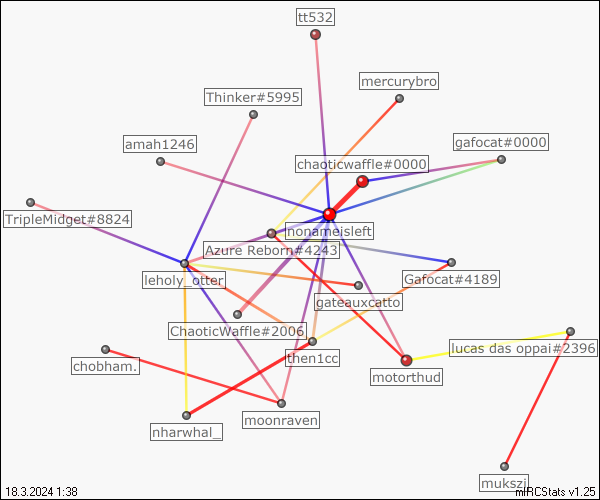 tt532
mercurybro
Thinker#5995
amah1246
gafocat#0000
chaoticwaffle#0000
TripleMidget#8824
nonameisleft
Azure Reborn#4243
leholy_otter
Gafocat#4189
gateauxcatto
ChaoticWaffle#2006
then1cc
lucas das oppai#2396
chobham.
motorthud
moonraven
nharwhal_
mukszi
18.3.2024 1:38
mIRCStats v1.25